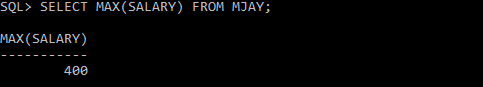 SQL> SELECT MAX(SALARY) FROM MJAY;
MAX(SALARY)
-----------
400